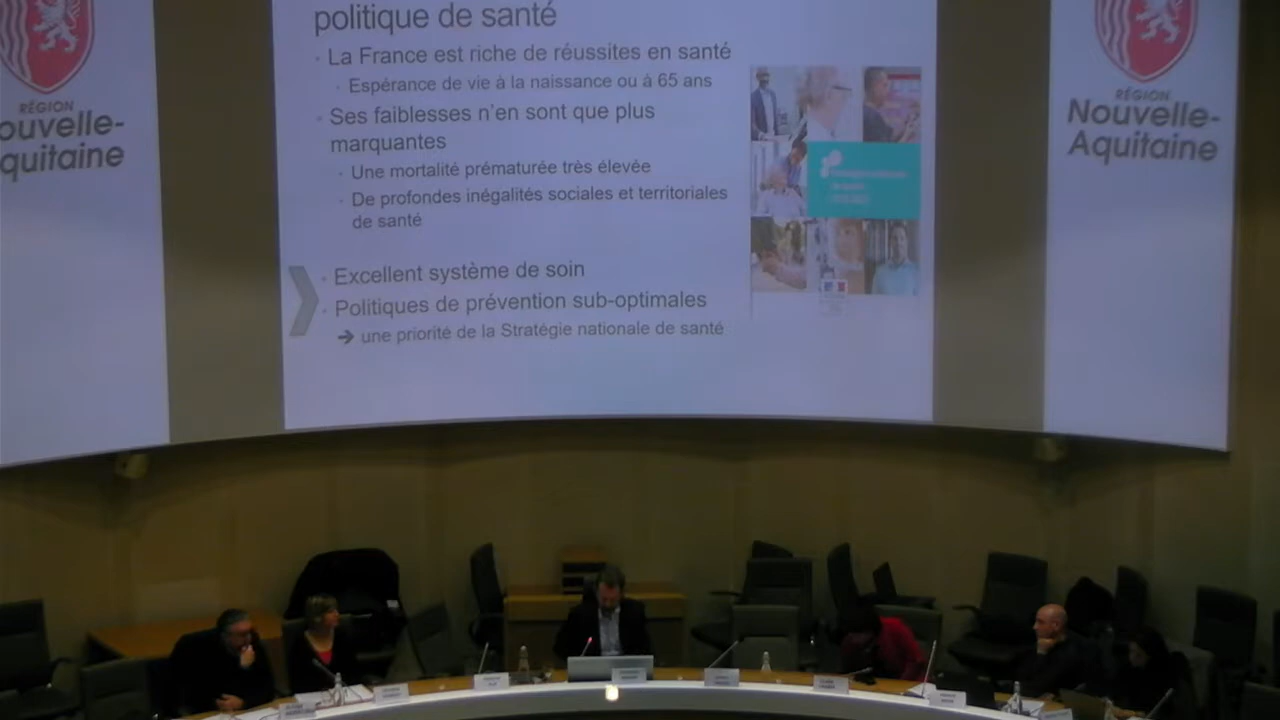 politique de santé
La France est riche de réussites en santé
Espérance de vie à la naissance ou à 65 ans
Ses faiblesses n'en sont que plus
marquantes
Une mortalité prématurée très élevée
De profondes inégalités sociales et territoriales
de santé
Excellent système de soin
Politiques de prévention sub-optimales
➔ une priorité de la Stratégie nationale de santé
RÉGION
ouvelle-
quitaine
RÉGION
Nouvelle-
Aquitaine